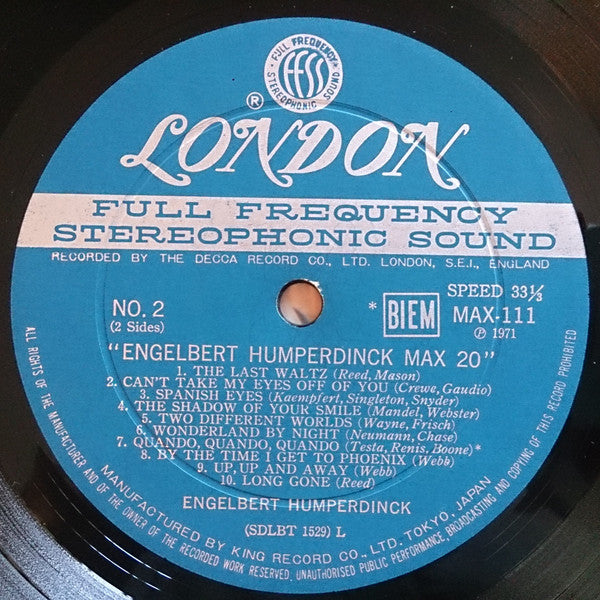 FULL FREQUENCY
FFSS
STEREOPHONIC SOUND
®
LONDON
FULL FREQUENCY
STEREOPHONIC SOUND
RECORDED BY THE DECCA RECORD CO., LTD. LONDON, S.E.I., ENGLAND
NO. 2
(2 Sides)
* BIEM
SPEED 33⅓
MAX-111
℗ 1971
"ENGELBERT HUMPERDINCK MAX 20"
1. THE LAST WALTZ (Reed, Mason)
2. CAN'T TAKE MY EYES OFF OF YOU (Crewe, Gaudio)
3. SPANISH EYES (Kaempfert, Singleton, Snyder)
4. THE SHADOW OF YOUR SMILE (Mandel, Webster)
5. TWO DIFFERENT WORLDS (Wayne, Frisch)
6. WONDERLAND BY NIGHT (Neumann, Chase)
7. QUANDO, QUANDO, QUANDO (Testa, Renis, Boone)*
8. BY THE TIME I GET TO PHOENIX (Webb)
9. UP, UP AND AWAY (Webb)
10. LONG GONE (Reed)
ENGELBERT HUMPERDINCK
(SDLBT 1529) L
MANUFACTURED BY KING RECORD CO., LTD. TOKYO, JAPAN
ALL RIGHTS OF THE MANUFACTURER AND OF THE OWNER OF THE RECORDED WORK RESERVED. UNAUTHORISED PUBLIC PERFORMANCE, BROADCASTING AND COPYING OF THIS RECORD PROHIBITED